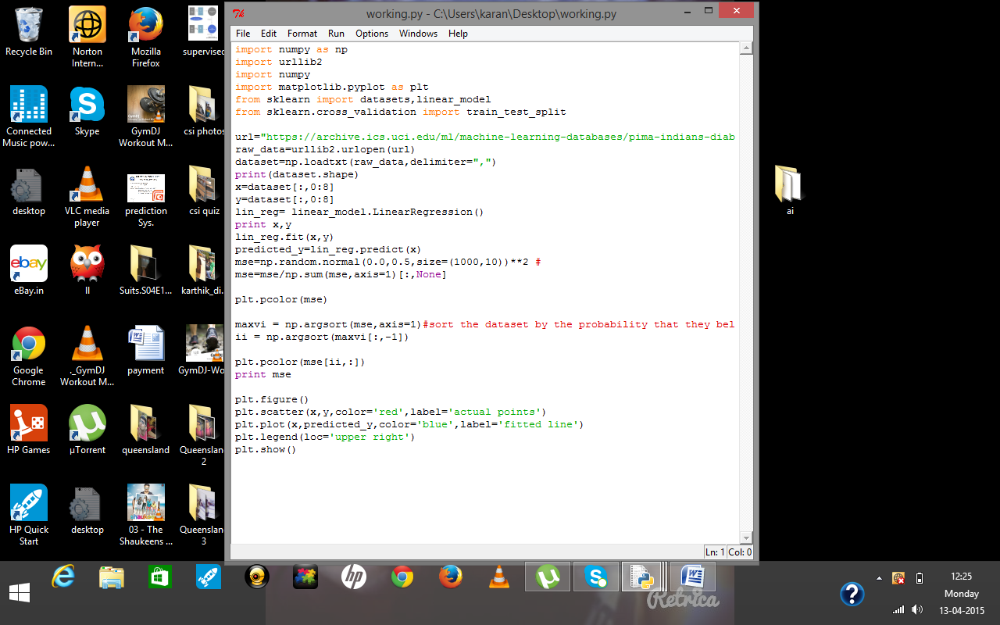 working.py - C:\Users\karan\Desktop\working.py
File Edit Format Run Options Windows Help
import numpy as np
import urllib2
import numpy
import matplotlib.pyplot as plt
from sklearn import datasets,linear_model
from sklearn.cross_validation import train_test_split
url="https://archive.ics.uci.edu/ml/machine-learning-databases/pima-indians-diab
raw_data=urllib2.urlopen(url)
dataset=np.loadtxt(raw_data,delimiter=",")
print(dataset.shape)
x=dataset[:,0:8]
y=dataset[:,0:8]
lin_reg= linear_model.LinearRegression()
print x,y
lin_reg.fit(x,y)
predicted_y=lin_reg.predict(x)
mse=np.random.normal(0.0,0.5,size=(1000,10))**2 #
mse=mse/np.sum(mse,axis=1)[:,None]
plt.pcolor(mse)
maxvi = np.argsort(mse,axis=1)#sort the dataset by the probability that they bel
ii = np.argsort(maxvi[:,-1])
plt.pcolor(mse[ii,:])
print mse
plt.figure()
plt.scatter(x,y,color='red',label='actual points')
plt.plot(x,predicted_y,color='blue',label='fitted line')
plt.legend(loc='upper right')
plt.show()
Ln: 1 Col: 0
Recycle Bin
Norton Intern...
Mozilla Firefox
supervised
Connected Music pow...
Skype
GymDJ Workout M...
csi photos
desktop
VLC media player
prediction Sys.
csi quiz
eBay.in
II
Suits.S04E1...
karthik_di...
Google Chrome
._GymDJ Workout M...
payment
GymDJ-Wo
HP Games
µTorrent
queensland
Queenslan 2
HP Quick Start
desktop
03 - The Shaukeens ...
Queenslan 3
ai
ebay
hp
Retrica
12:25
Monday
13-04-2015